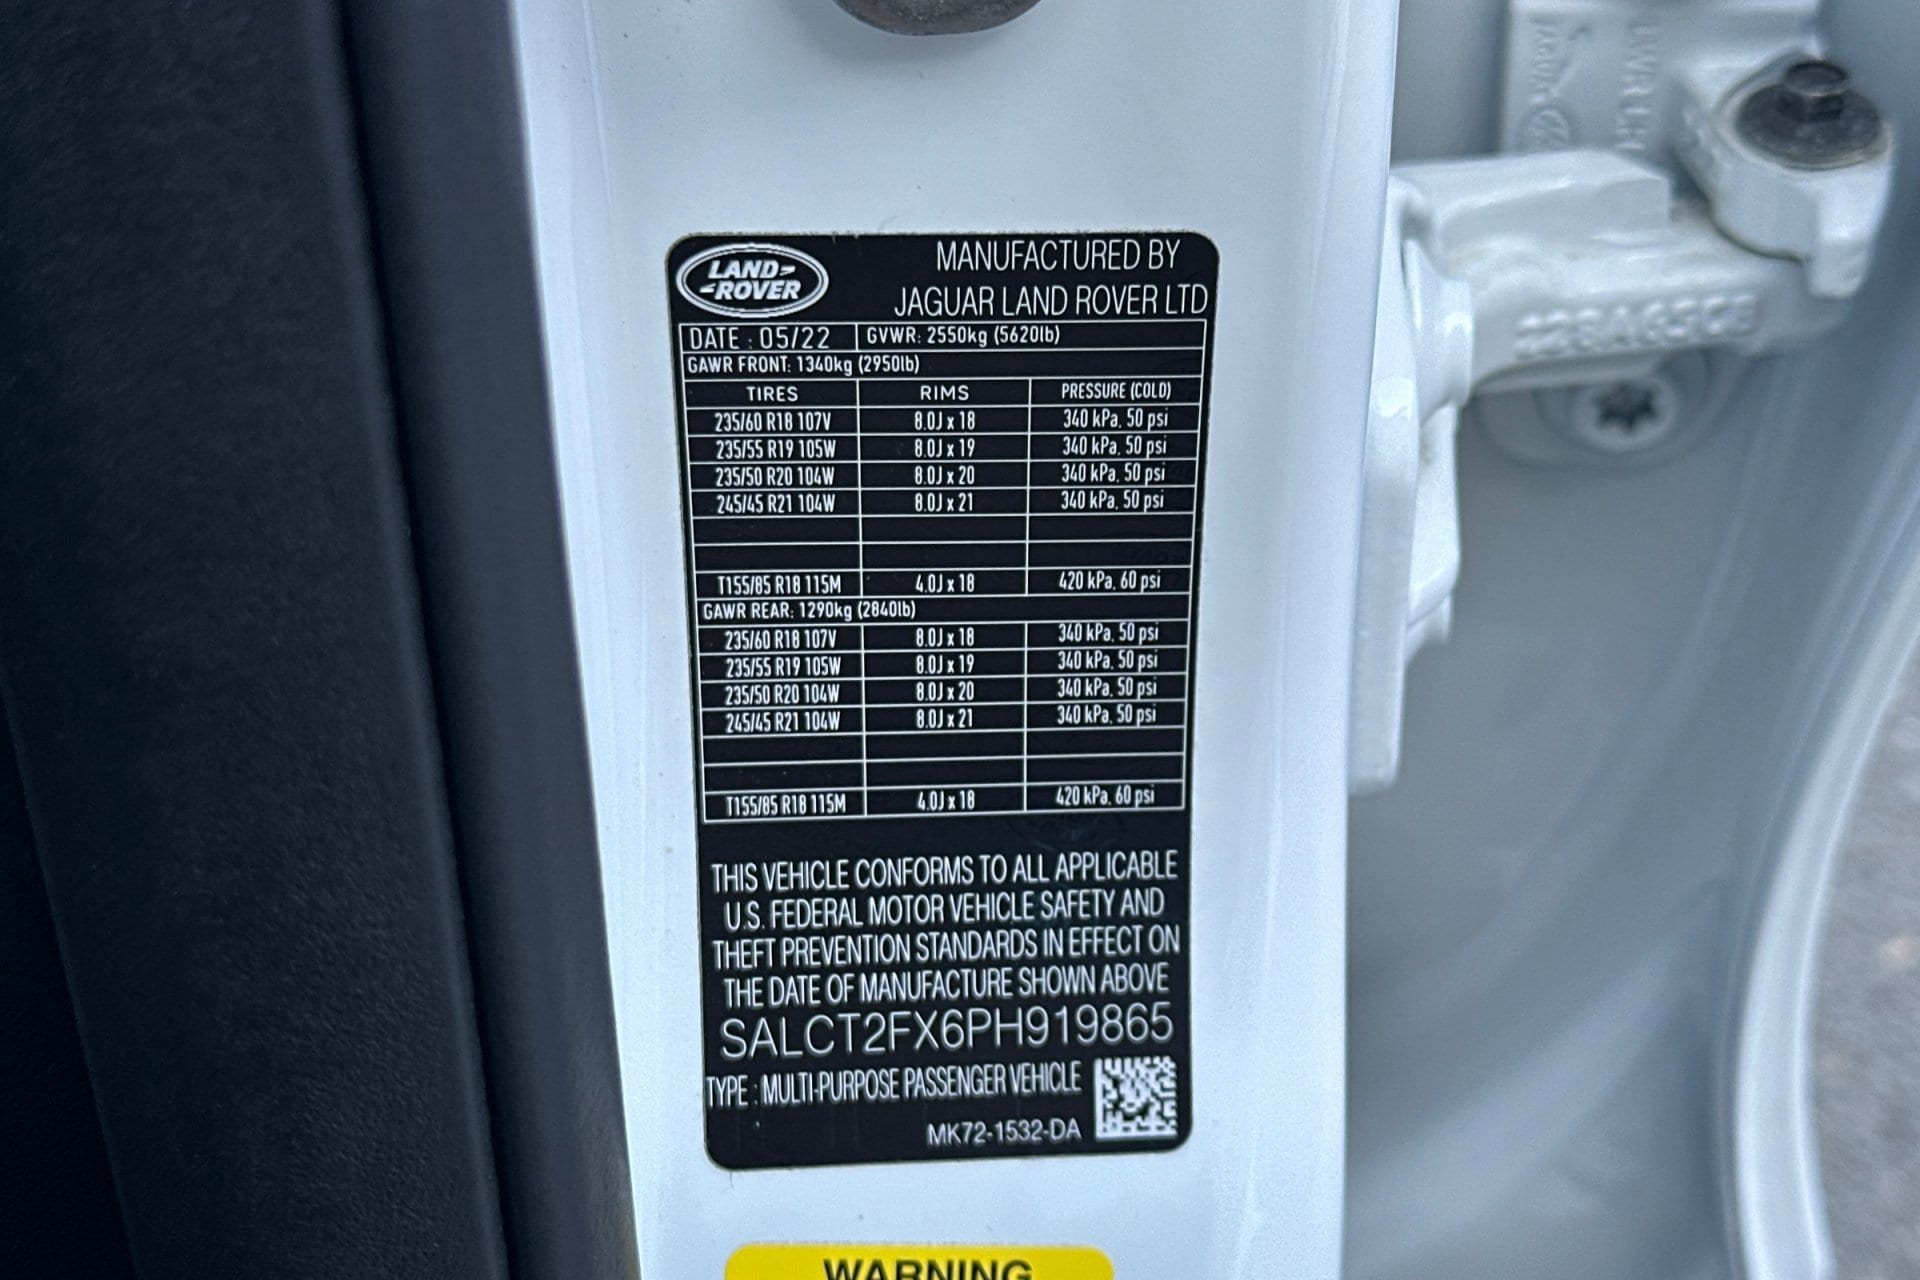 LAND
ROVER
MANUFACTURED BY
JAGUAR LAND ROVER LTD
DATE : 05/22 GVWR: 2550kg (5620lb)
GAWR FRONT: 1340kg (2950lb)
TIRES RIMS PRESSURE (COLD)
235/60 R18 107V 8.0J x 18 340 kPa, 50 psi
235/55 R19 105W 8.0J x 19 340 kPa, 50 psi
235/50 R20 104W 8.0J x 20 340 kPa, 50 psi
245/45 R21 104W 8.0J x 21 340 kPa, 50 psi
T155/85 R18 115M 4.0J x 18 420 kPa, 60 psi
GAWR REAR: 1290kg (2840lb)
235/60 R18 107V 8.0J x 18 340 kPa, 50 psi
235/55 R19 105W 8.0J x 19 340 kPa, 50 psi
235/50 R20 104W 8.0J x 20 340 kPa, 50 psi
245/45 R21 104W 8.0J x 21 340 kPa, 50 psi
T155/85 R18 115M 4.0J x 18 420 kPa, 60 psi
THIS VEHICLE CONFORMS TO ALL APPLICABLE
U.S. FEDERAL MOTOR VEHICLE SAFETY AND
THEFT PREVENTION STANDARDS IN EFFECT ON
THE DATE OF MANUFACTURE SHOWN ABOVE
SALCT2FX6PH919865
TYPE : MULTI-PURPOSE PASSENGER VEHICLE
MK72-1532-DA
WARNING